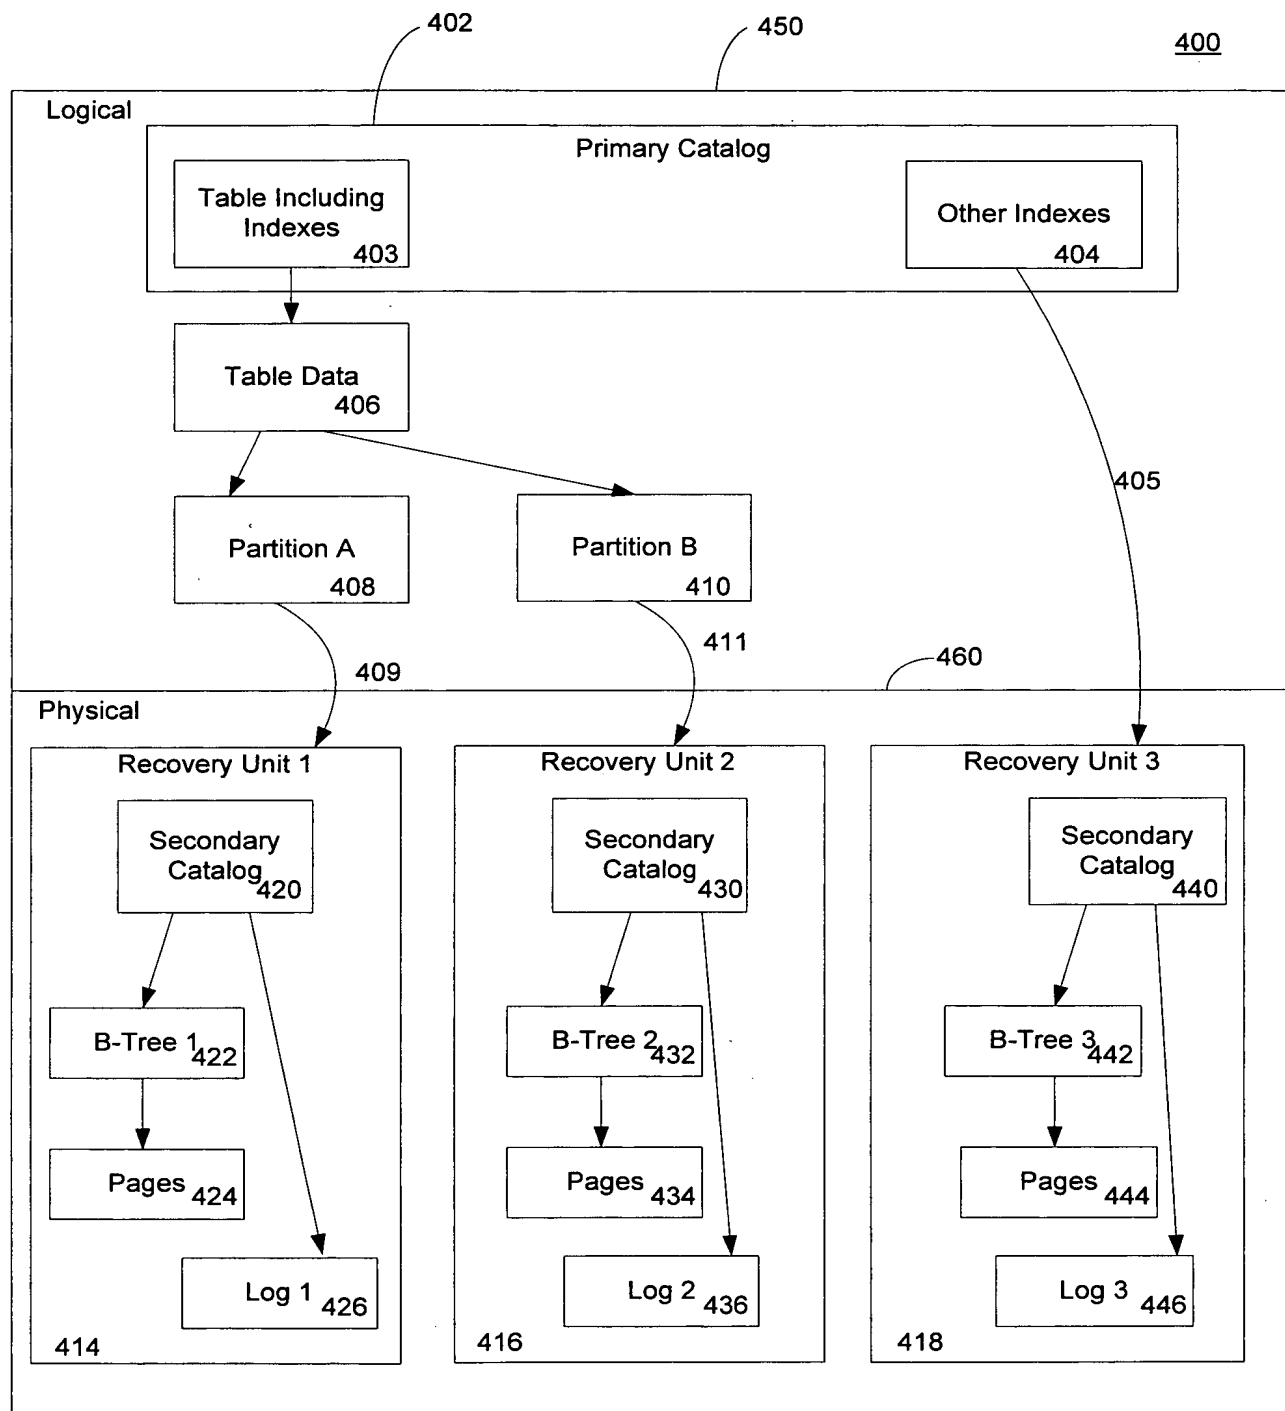 402
450
400
Logical
Primary Catalog
Table Including
Indexes
403
Other Indexes
404
Table Data
406
405
Partition A
408
Partition B
410
409
411
460
Physical
Recovery Unit 1
Secondary
Catalog
420
B-Tree 1
422
Pages
424
Log 1
426
414
Recovery Unit 2
Secondary
Catalog
430
B-Tree 2
432
Pages
434
Log 2
436
416
Recovery Unit 3
Secondary
Catalog
440
B-Tree 3
442
Pages
444
Log 3
446
418